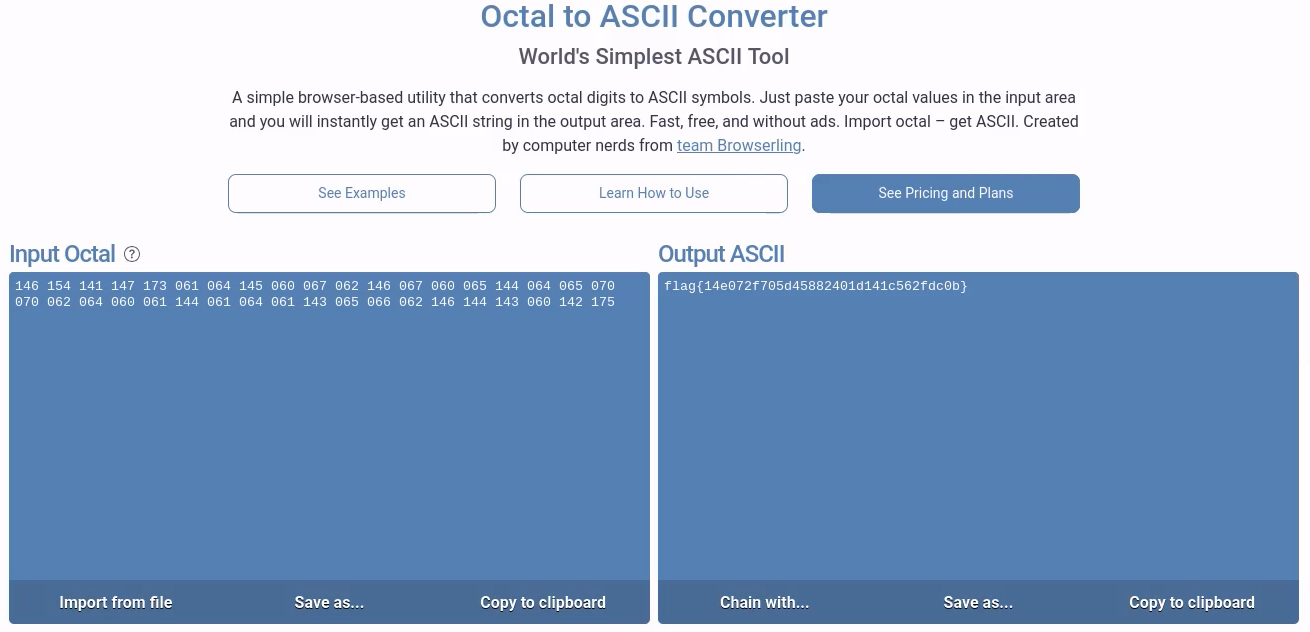 Octal to ASCII Converter
World's Simplest ASCII Tool
A simple browser-based utility that converts octal digits to ASCII symbols. Just paste your octal values in the input area
and you will instantly get an ASCII string in the output area. Fast, free, and without ads. Import octal – get ASCII. Created
by computer nerds from team Browserling.
See Examples
Learn How to Use
See Pricing and Plans
Input Octal ?
Output ASCII
146 154 141 147 173 061 064 145 060 067 062 146 067 060 065 144 064 065 070
070 062 064 060 061 144 061 064 061 143 065 066 062 146 144 143 060 142 175
flag{14e072f705d45882401d141c562fdc0b}
Import from file
Save as...
Copy to clipboard
Chain with...
Save as...
Copy to clipboard